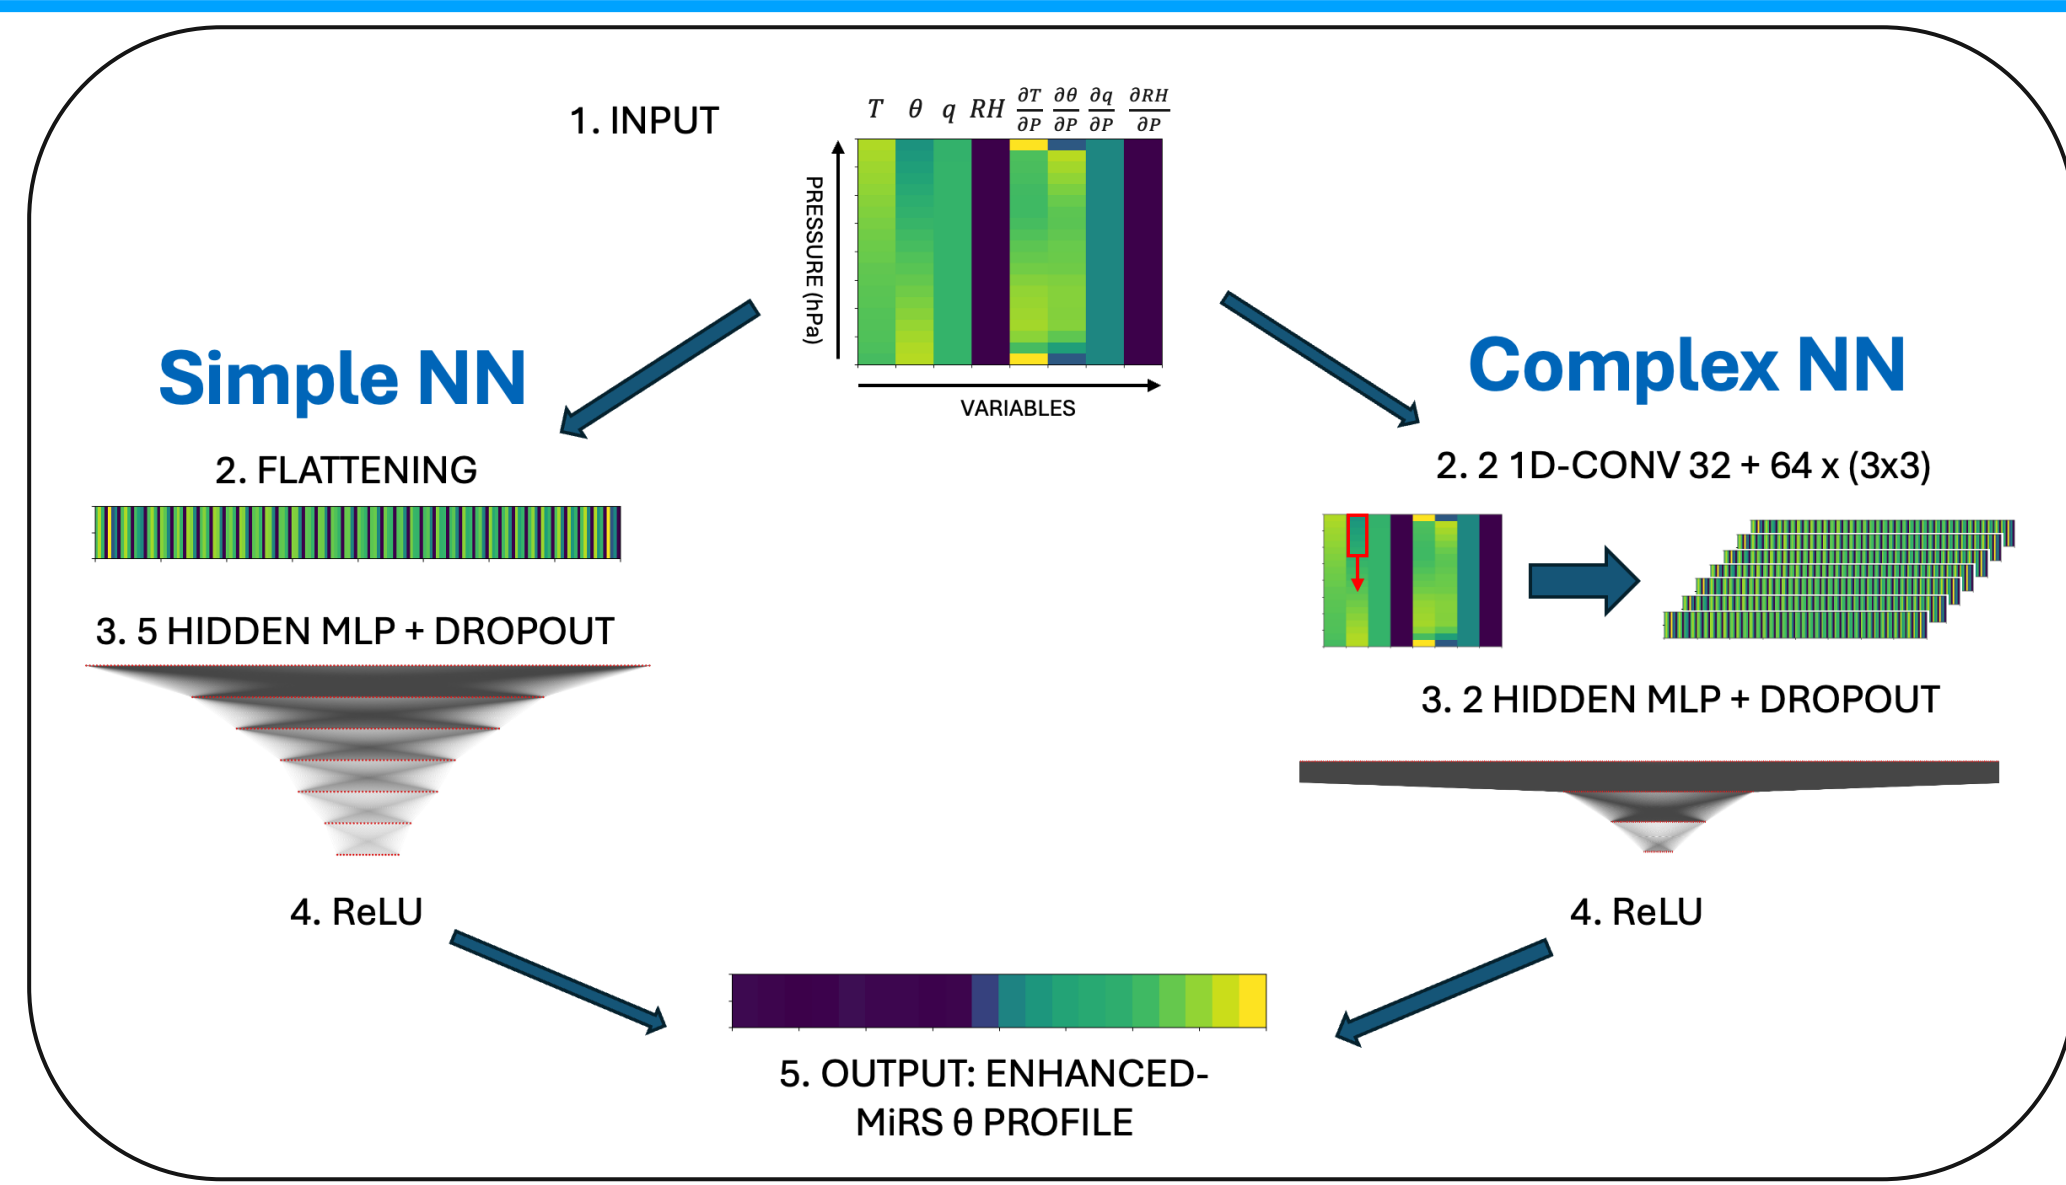 1. INPUT
T θ q RH ∂T/∂P ∂θ/∂P ∂q/∂P ∂RH/∂P
PRESSURE (hPa)
VARIABLES
Simple NN
2. FLATTENING
3. 5 HIDDEN MLP + DROPOUT
4. ReLU
Complex NN
2. 2 1D-CONV 32 + 64 x (3x3)
3. 2 HIDDEN MLP + DROPOUT
4. ReLU
5. OUTPUT: ENHANCED-
MiRS θ PROFILE